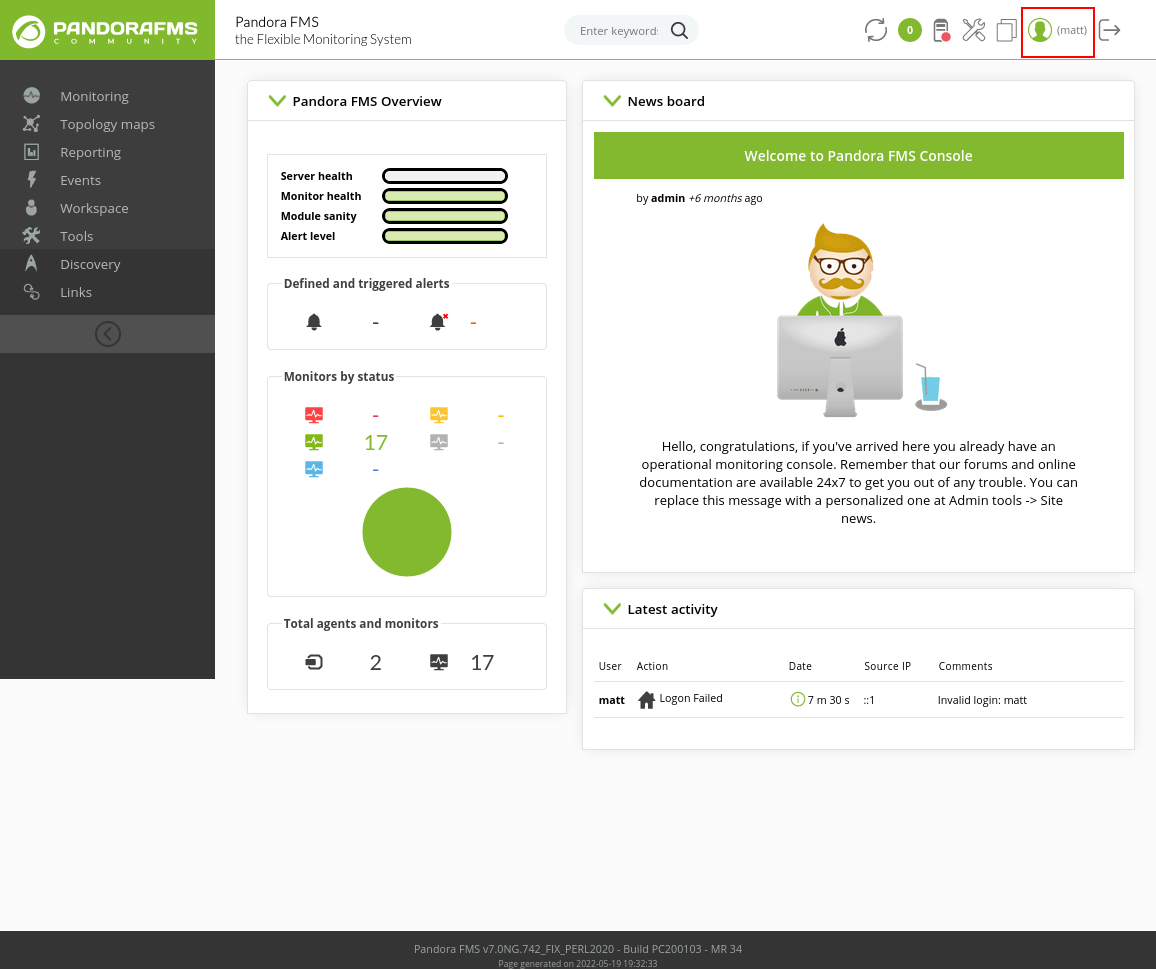 PANDORAFMS
COMMUNITY
Pandora FMS
the Flexible Monitoring System
Enter keyword
0
(matt)
Monitoring
Topology maps
Reporting
Events
Workspace
Tools
Discovery
Links
Pandora FMS Overview
Server health
Monitor health
Module sanity
Alert level
Defined and triggered alerts
- -
Monitors by status
- -
17 -
-
Total agents and monitors
2 17
News board
Welcome to Pandora FMS Console
by admin +6 months ago
Hello, congratulations, if you've arrived here you already have an
operational monitoring console. Remember that our forums and online
documentation are available 24x7 to get you out of any trouble. You can
replace this message with a personalized one at Admin tools -> Site
news.
Latest activity
User Action Date Source IP Comments
matt Logon Failed 7 m 30 s ::1 Invalid login: matt
Pandora FMS v7.0NG.742_FIX_PERL2020 - Build PC200103 - MR 34
Page generated on 2022-05-19 19:32:33